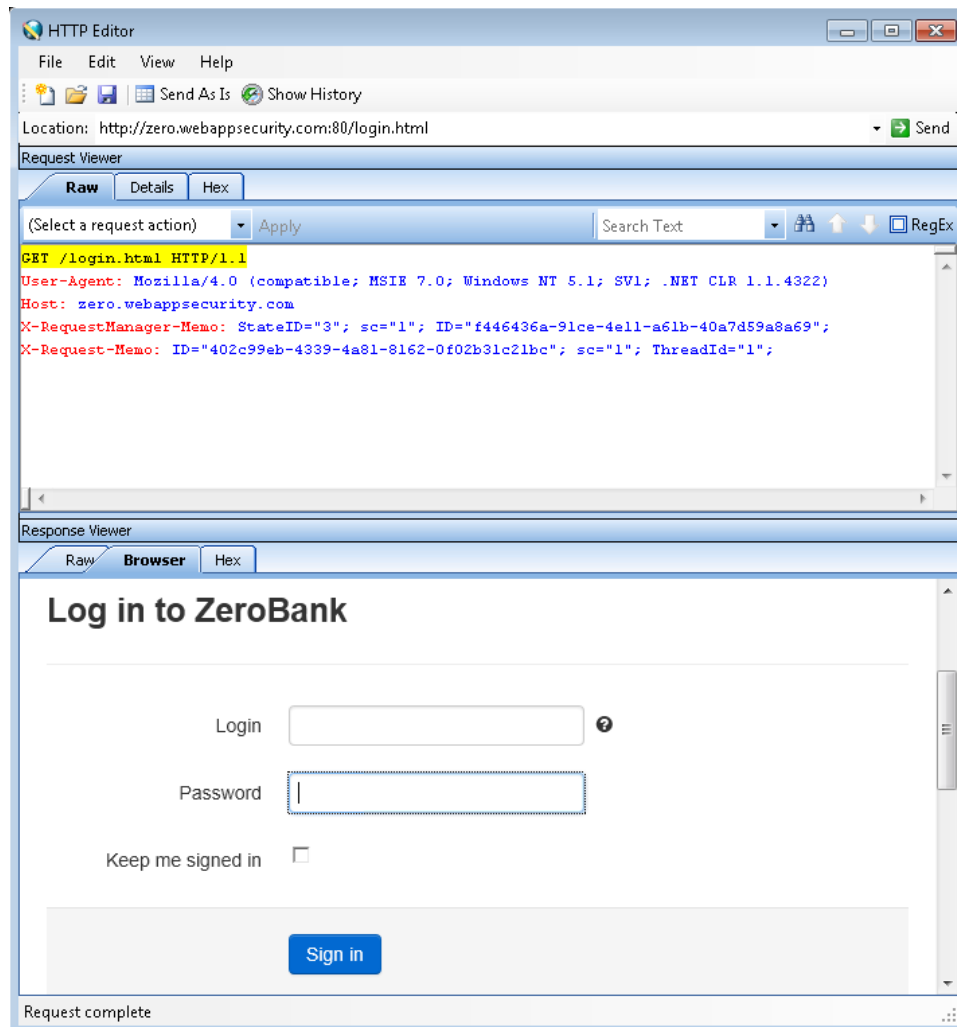 HTTP Editor
File Edit View Help
Send As Is Show History
Location: http://zero.webappsecurity.com:80/login.html Send
Request Viewer
Raw Details Hex
(Select a request action) Apply Search Text RegEx
GET /login.html HTTP/1.1
User-Agent: Mozilla/4.0 (compatible; MSIE 7.0; Windows NT 5.1; SV1; .NET CLR 1.1.4322)
Host: zero.webappsecurity.com
X-RequestManager-Memo: StateID="3"; sc="1"; ID="f446436a-91ce-4e11-a61b-40a7d59a8a69";
X-Request-Memo: ID="402c99eb-4339-4a81-8162-0f02b31c21bc"; sc="1"; ThreadId="1";
Response Viewer
Raw Browser Hex
Log in to ZeroBank
Login
Password
Keep me signed in
Sign in
Request complete